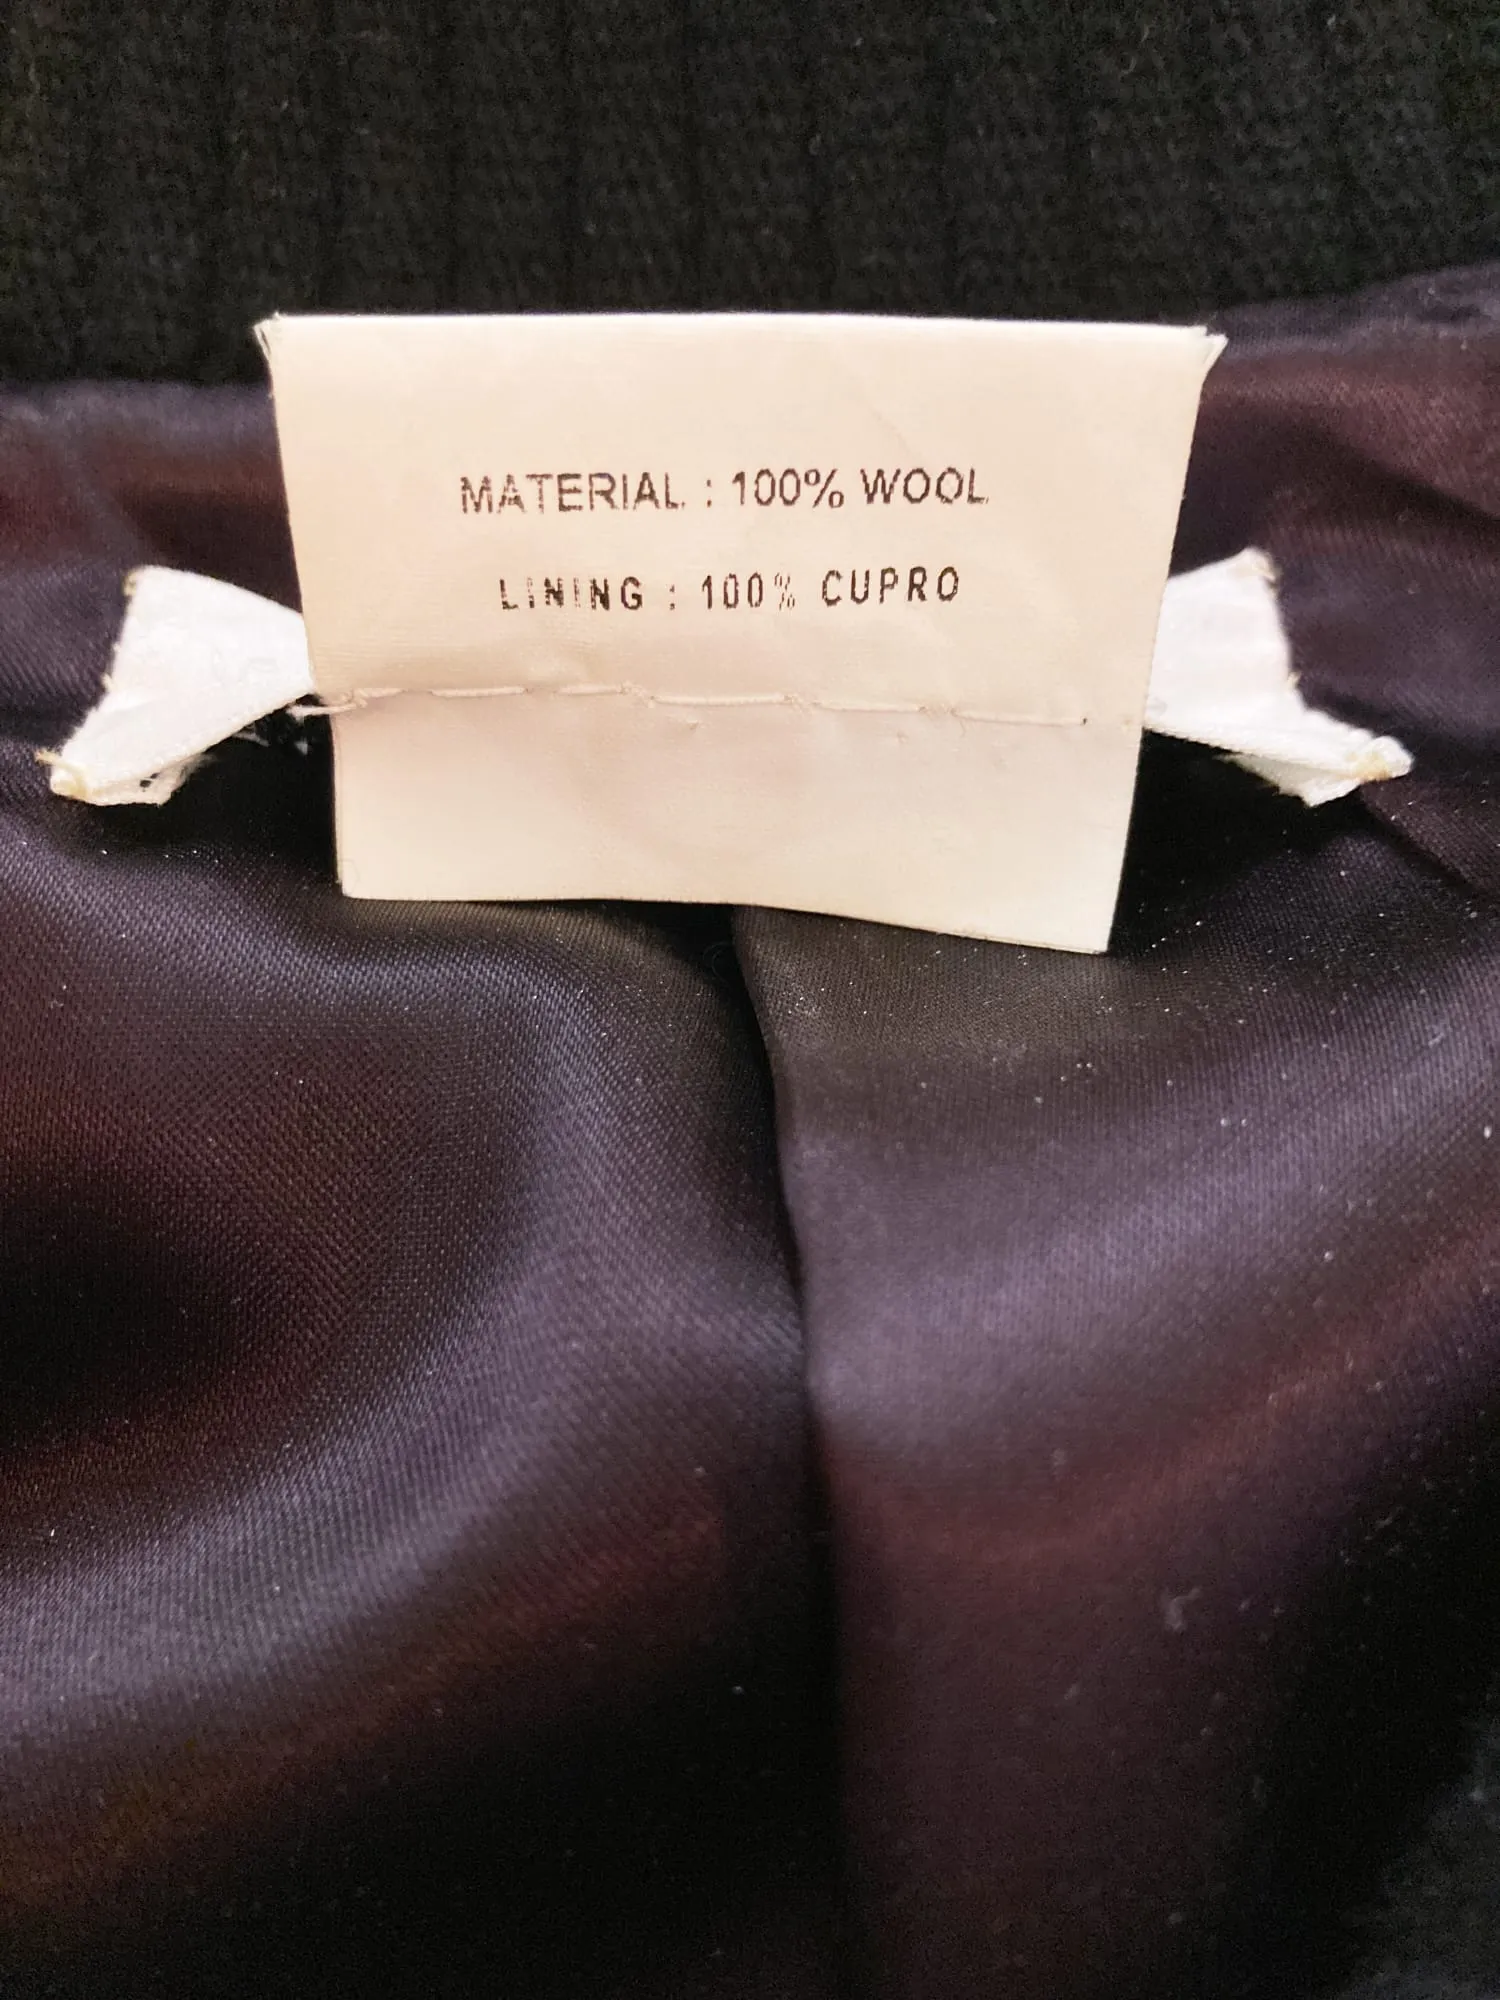 MATERIAL : 100% WOOL
LINING : 100% CUPRO